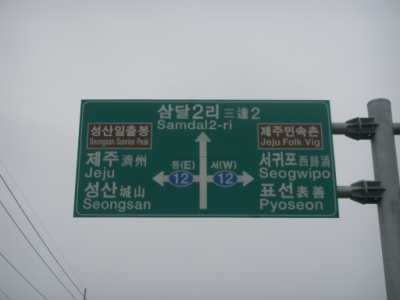 삼달2리 三達2
Samdal2-ri
성산일출봉
Seongsan Sunrise Peak
제주 濟州
Jeju
성산 城山
Seongsan
동(E) 서(W)
12 12
제주민속촌
Jeju Folk Vig
서귀포 西歸浦
Seogwipo
표선 表善
Pyoseon